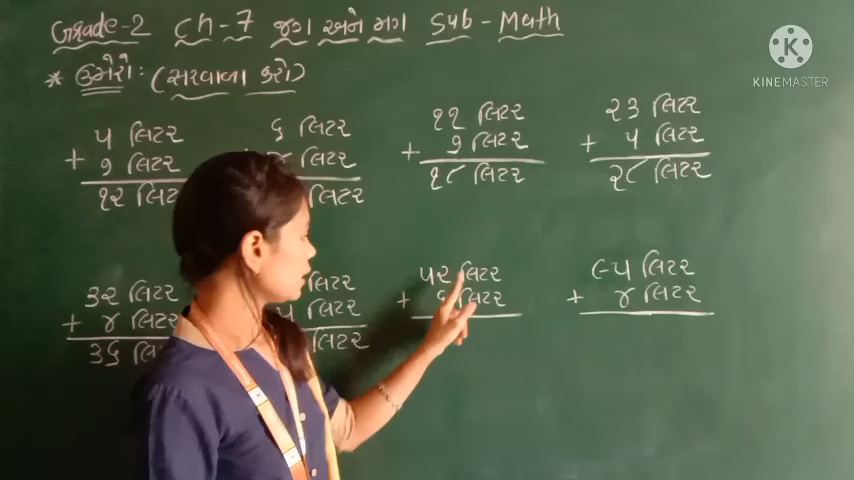 Grade-2 Ch-7 જગ અને મગ Sub - Math
* ઉમેરો: (સરવાળા કરો)
૫ લિટર
+ ૭ લિટર
૧૨ લિટ
૬ લિટર
લિટર
લિટર
૧૧ લિટર
+ ૭ લિટર
૧૮ લિટર
૨૩ લિટર
+ ૫ લિટર
૨૮ લિટર
૩૨ લિટર
+ ૪ લિટર
૩૬ લિ
લિટર
૫ લિટર
લિટર
૫૨ લિટર
+ ૬ લિટર
૯૫ લિટર
+ ૪ લિટર
K
KINEMASTER